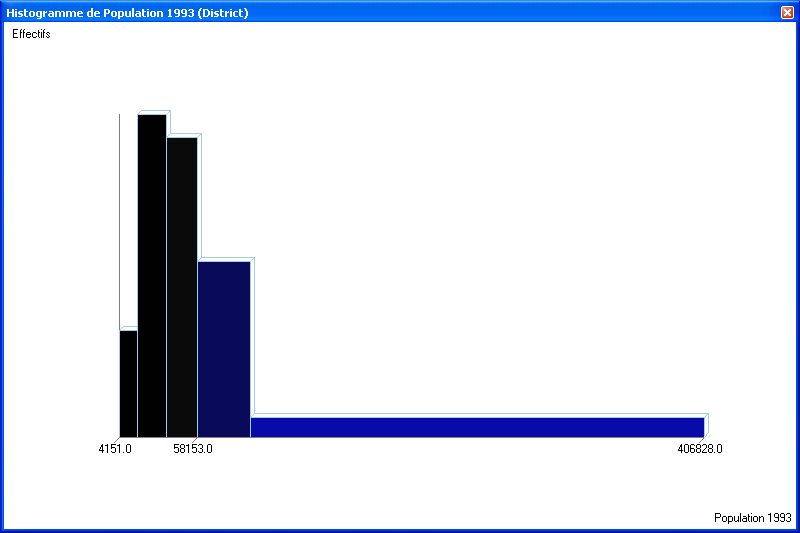 Histogramme de Population 1993 (District)
Effectifs
4151.0 58153.0 406828.0
Population 1993